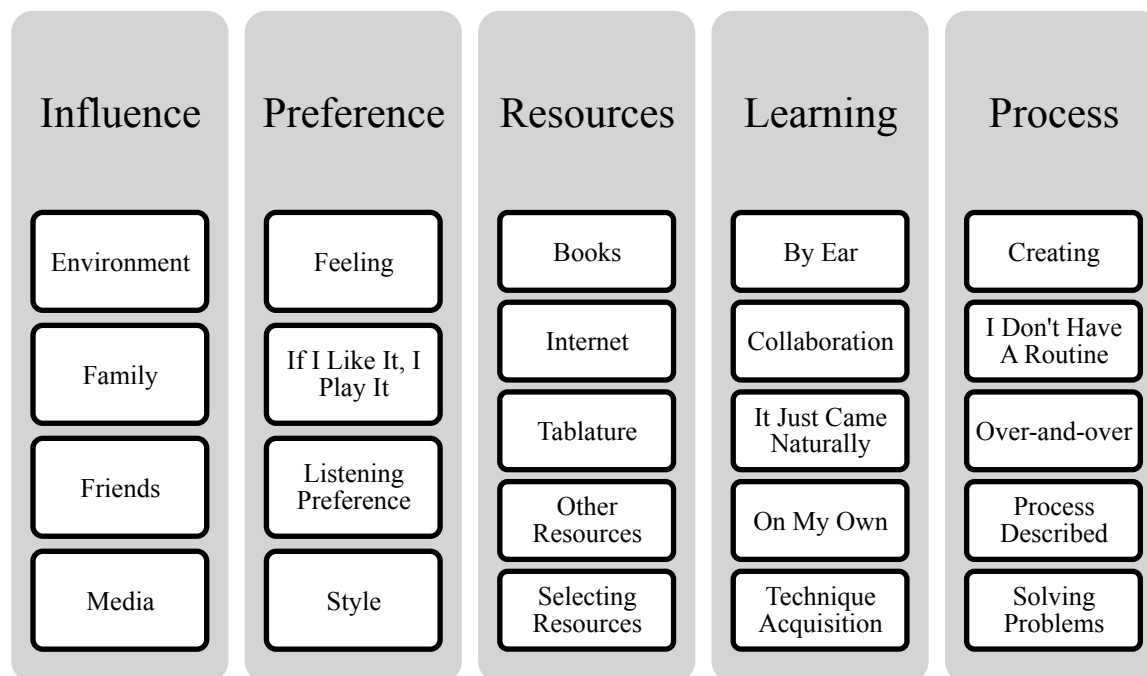 Influence
Environment
Family
Friends
Media
Preference
Feeling
If I Like It, I
Play It
Listening
Preference
Style
Resources
Books
Internet
Tablature
Other
Resources
Selecting
Resources
Learning
By Ear
Collaboration
It Just Came
Naturally
On My Own
Technique
Acquisition
Process
Creating
I Don't Have
A Routine
Over-and-over
Process
Described
Solving
Problems